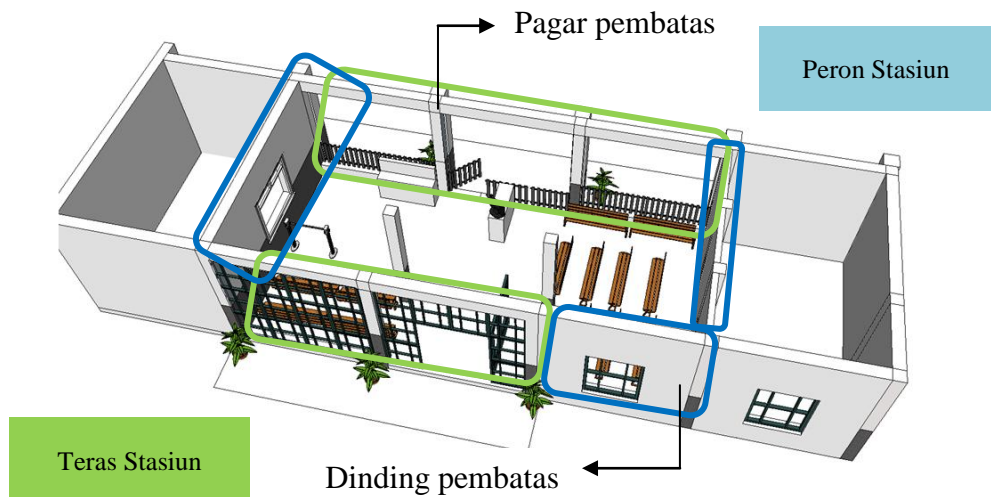 Pagar pembatas
Peron Stasiun
Teras Stasiun
Dinding pembatas